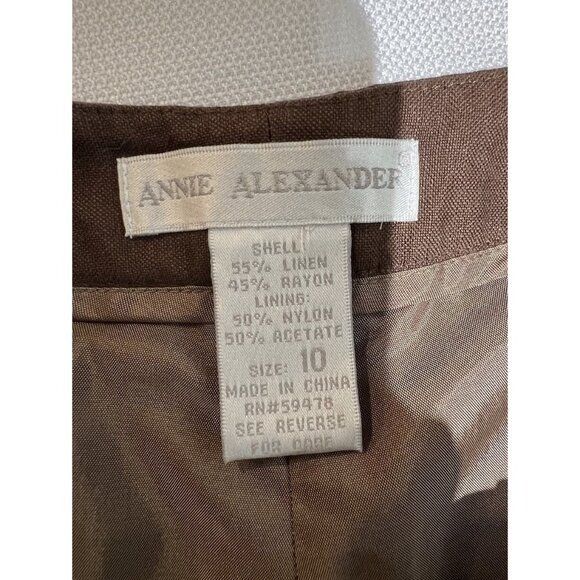 ANNIE ALEXANDER
SHELL:
55% LINEN
45% RAYON
LINING:
50% NYLON
50% ACETATE
SIZE: 10
MADE IN CHINA
RN#59478
SEE REVERSE
FOR CARE